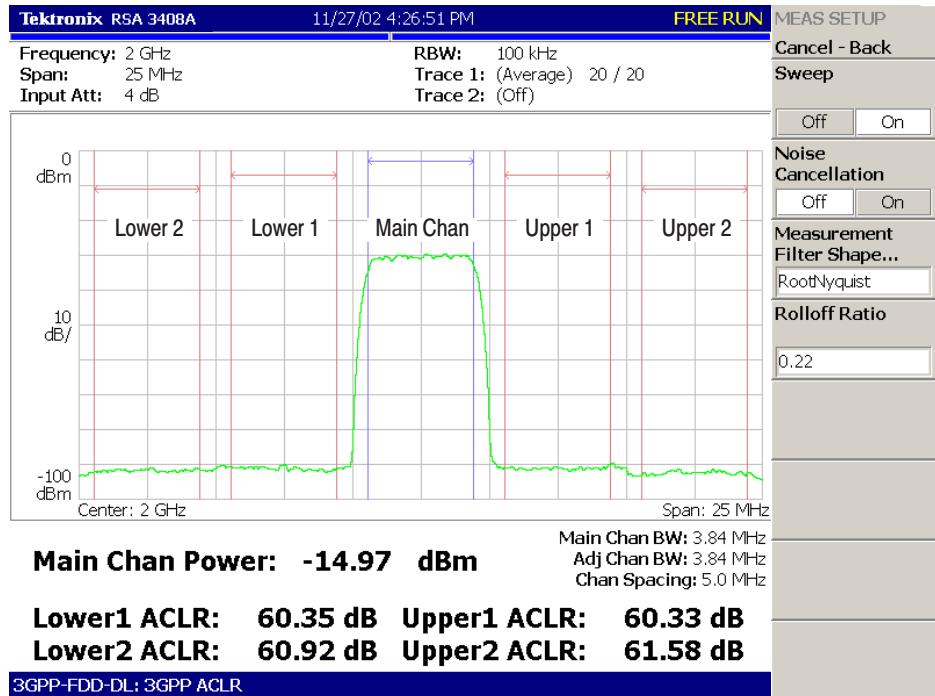 Tektronix RSA 3408A 11/27/02 4:26:51 PM FREE RUN
Frequency: 2 GHz
Span: 25 MHz
Input Att: 4 dB
RBW: 100 kHz
Trace 1: (Average) 20 / 20
Trace 2: (Off)
0
dBm
Lower 2 Lower 1 Main Chan Upper 1 Upper 2
10
dB/
-100
dBm
Center: 2 GHz Span: 25 MHz
Main Chan Power: -14.97 dBm
Main Chan BW: 3.84 MHz
Adj Chan BW: 3.84 MHz
Chan Spacing: 5.0 MHz
Lower1 ACLR: 60.35 dB Upper1 ACLR: 60.33 dB
Lower2 ACLR: 60.92 dB Upper2 ACLR: 61.58 dB
3GPP-FDD-DL: 3GPP ACLR
MEAS SETUP
Cancel - Back
Sweep
Off On
Noise
Cancellation
Off On
Measurement
Filter Shape...
RootNyquist
Rolloff Ratio
0.22